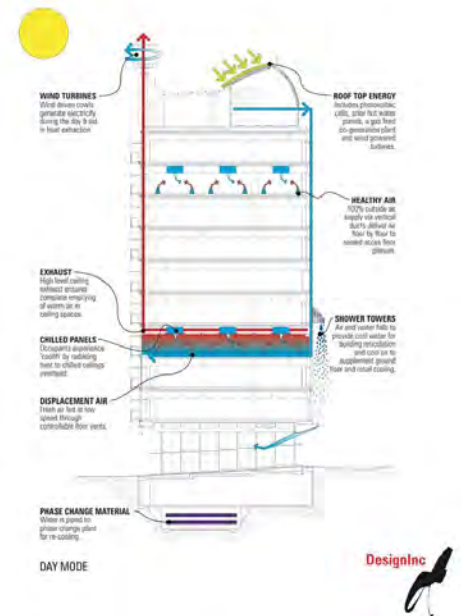 WIND TURBINES
Wind driven cowls
generate electricity
during the day & aid
in heat extraction
ROOF TOP ENERGY
Includes photovoltaic
cells, solar hot water
panels, a gas fired
co-generation plant
and wind powered
turbines.
HEALTHY AIR
100% outside air
supply via vertical
ducts deliver air
floor by floor to
sealed access floor
plenum.
EXHAUST
High level ceiling
exhaust ensures
complete emptying
of warm air in
ceiling spaces.
CHILLED PANELS
Occupants experience
'coolth' by radiating
heat to chilled ceilings
overhead.
SHOWER TOWERS
Air and water falls to
provide cool water for
building reticulation
and cool air to
supplement ground
floor and retail cooling.
DISPLACEMENT AIR
Fresh air fed at low
speed through
controllable floor vents.
PHASE CHANGE MATERIAL
Water is piped to
phase change plant
for re-cooling.
DAY MODE
DesignInc